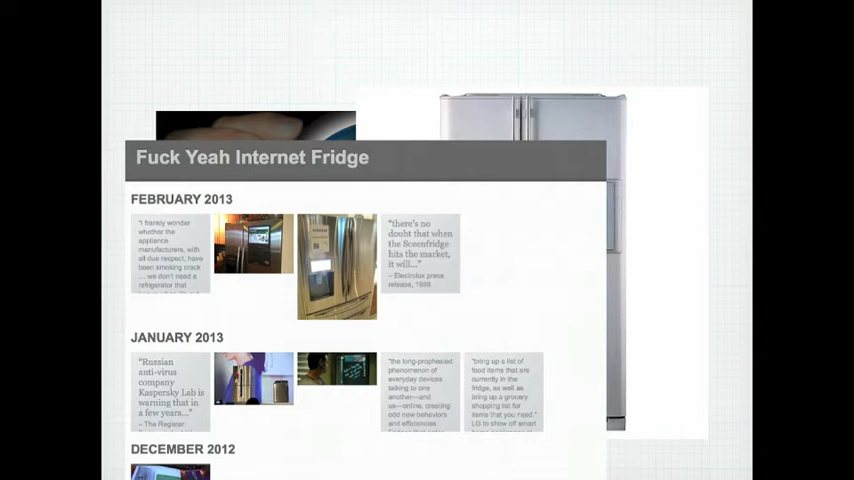 Fuck Yeah Internet Fridge
FEBRUARY 2013
"i frankly wonder
whether the
appliance
manufacturers, with
all due respect, have
been smoking crack
... we don't need a
refrigerator that
"there's no
doubt that when
the Screenfridge
hits the market,
it will..."
– Electrolux press
release, 1999
JANUARY 2013
"Russian
anti-virus
company
Kaspersky Lab is
warning that in
a few years..."
– The Register:
"the long-prophesied
phenomenon of
everyday devices
talking to one
another—and
us—online, creating
odd new behaviors
and efficiencies.
"bring up a list of
food items that are
currently in the
fridge, as well as
bring up a grocery
shopping list for
items that you need."
LG to show off smart
DECEMBER 2012